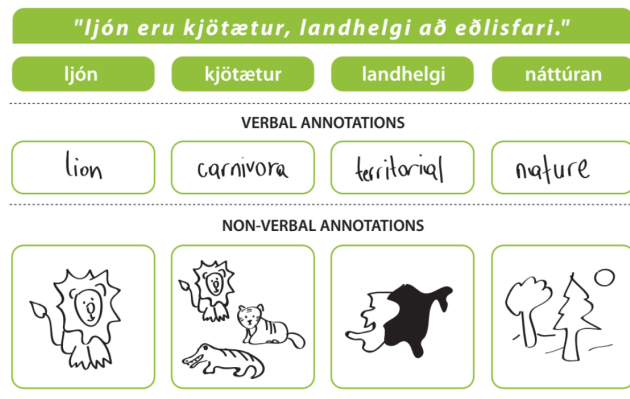 "ljón eru kjötætur, landhelgi að eðlisfari."
ljón kjötætur landhelgi náttúran
VERBAL ANNOTATIONS
lion carnivora territorial nature
NON-VERBAL ANNOTATIONS